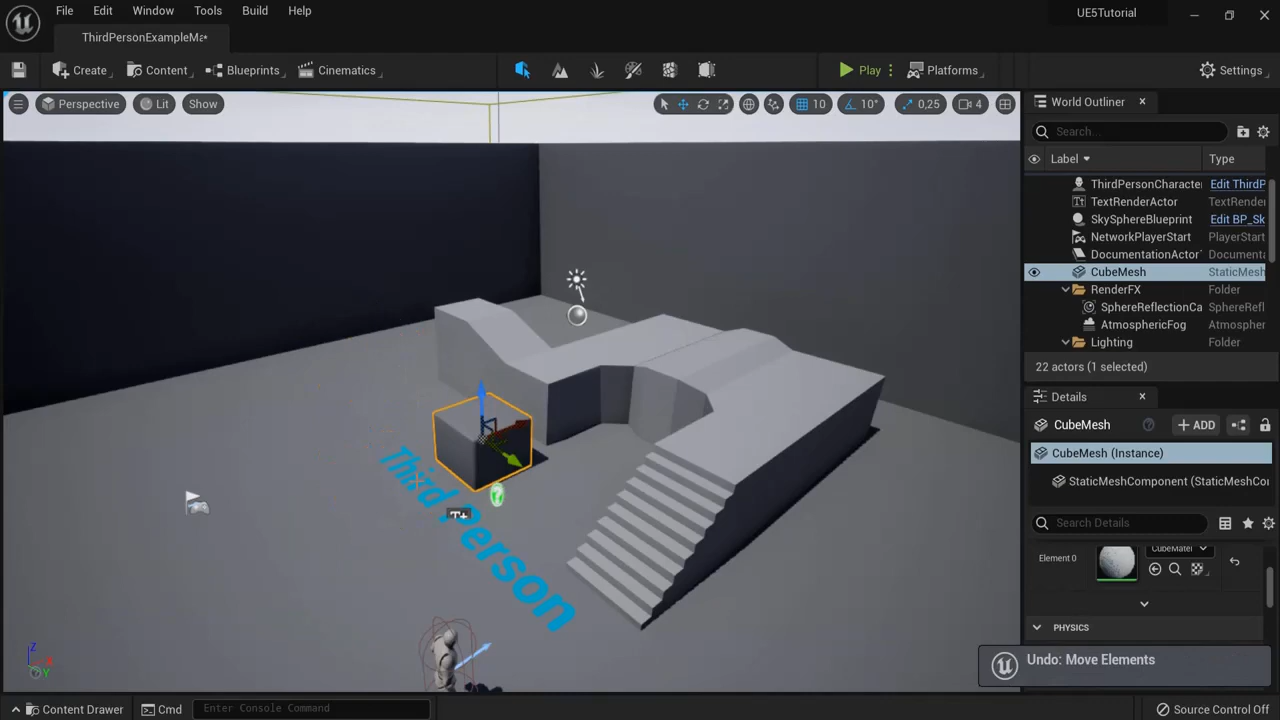 File Edit Window Tools Build Help
UE5Tutorial
ThirdPersonExampleMa*
Create Content Blueprints Cinematics
Play Platforms Settings
Perspective Lit Show
10 10° 0,25 4
World Outliner
Search...
Label Type
ThirdPersonCharacte Edit ThirdP
TextRenderActor TextRende
SkySphereBlueprint Edit BP_Sk
NetworkPlayerStart PlayerStart
DocumentationActor Documenta
CubeMesh StaticMesh
RenderFX Folder
SphereReflectionCa SphereRefl
AtmosphericFog Atmospher
Lighting Folder
22 actors (1 selected)
Details
CubeMesh
+ ADD
CubeMesh (Instance)
StaticMeshComponent (StaticMeshCo
Search Details
Element 0
CubeMater
PHYSICS
Third Person
T+
Z
X
Y
Undo: Move Elements
Content Drawer Cmd Enter Console Command
Source Control Off